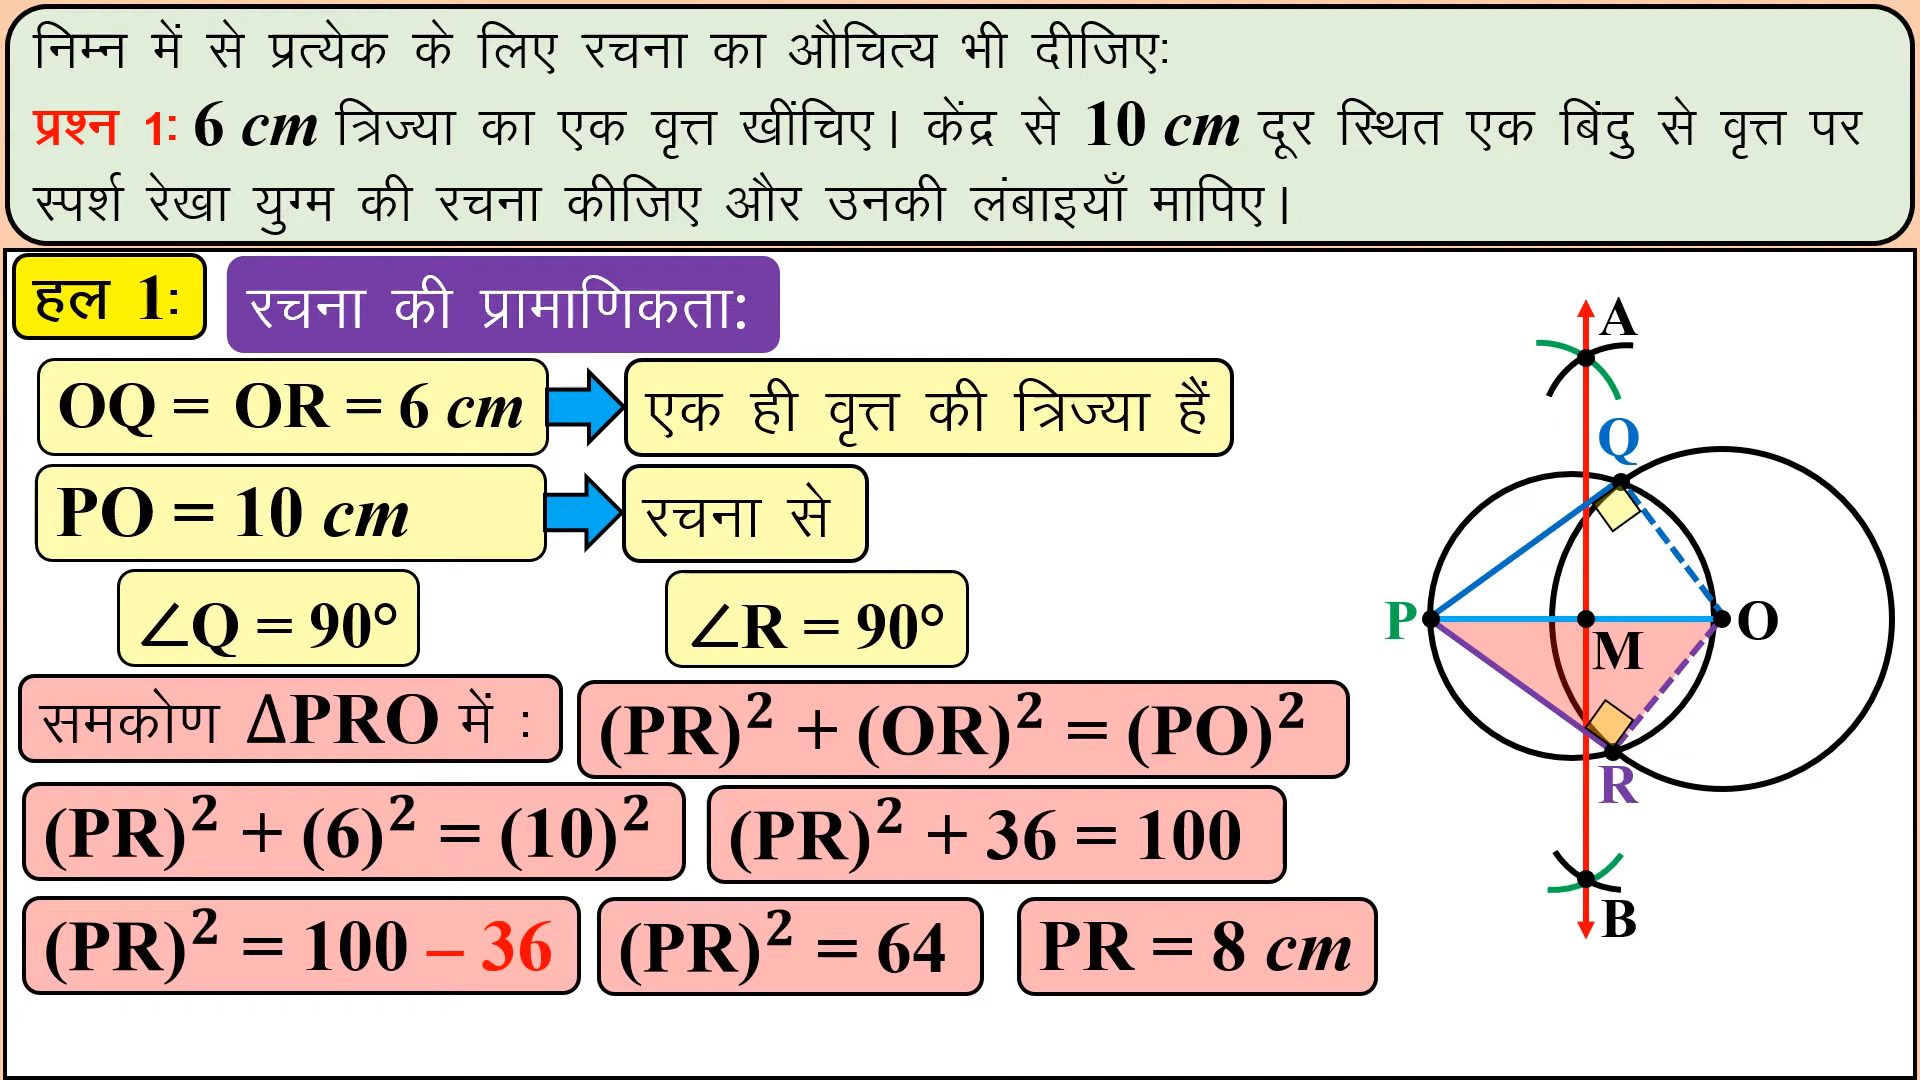 निम्न में से प्रत्येक के लिए रचना का औचित्य भी दीजिए:
प्रश्न 1: 6 cm त्रिज्या का एक वृत्त खींचिए। केंद्र से 10 cm दूर स्थित एक बिंदु से वृत्त पर
स्पर्श रेखा युग्म की रचना कीजिए और उनकी लंबाइयाँ मापिए।
हल 1: रचना की प्रामाणिकता:
OQ = OR = 6 cm एक ही वृत्त की त्रिज्या हैं
PO = 10 cm रचना से
∠Q = 90° ∠R = 90°
समकोण ΔPRO में : (PR)² + (OR)² = (PO)²
(PR)² + (6)² = (10)² (PR)² + 36 = 100
(PR)² = 100 – 36 (PR)² = 64 PR = 8 cm
A
Q
P
M
O
R
B